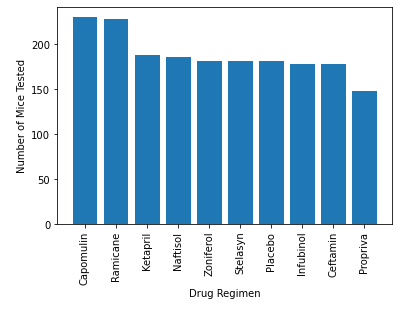 Number of Mice Tested
200
150
100
50
0
Capomulin
Ramicane
Ketapril
Naftisol
Zoniferol
Stelasyn
Placebo
Infubinol
Ceftamin
Propriva
Drug Regimen